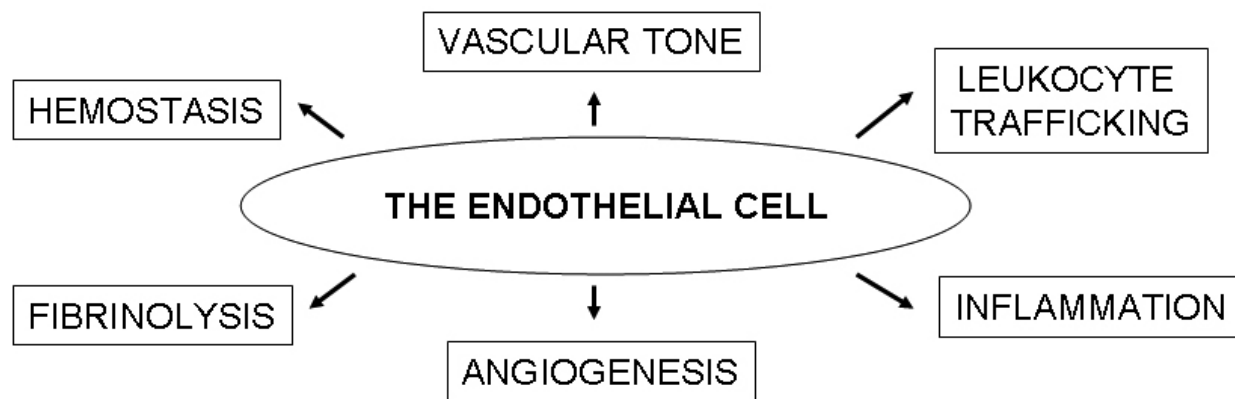 VASCULAR TONE
HEMOSTASIS
LEUKOCYTE
TRAFFICKING
THE ENDOTHELIAL CELL
FIBRINOLYSIS
INFLAMMATION
ANGIOGENESIS